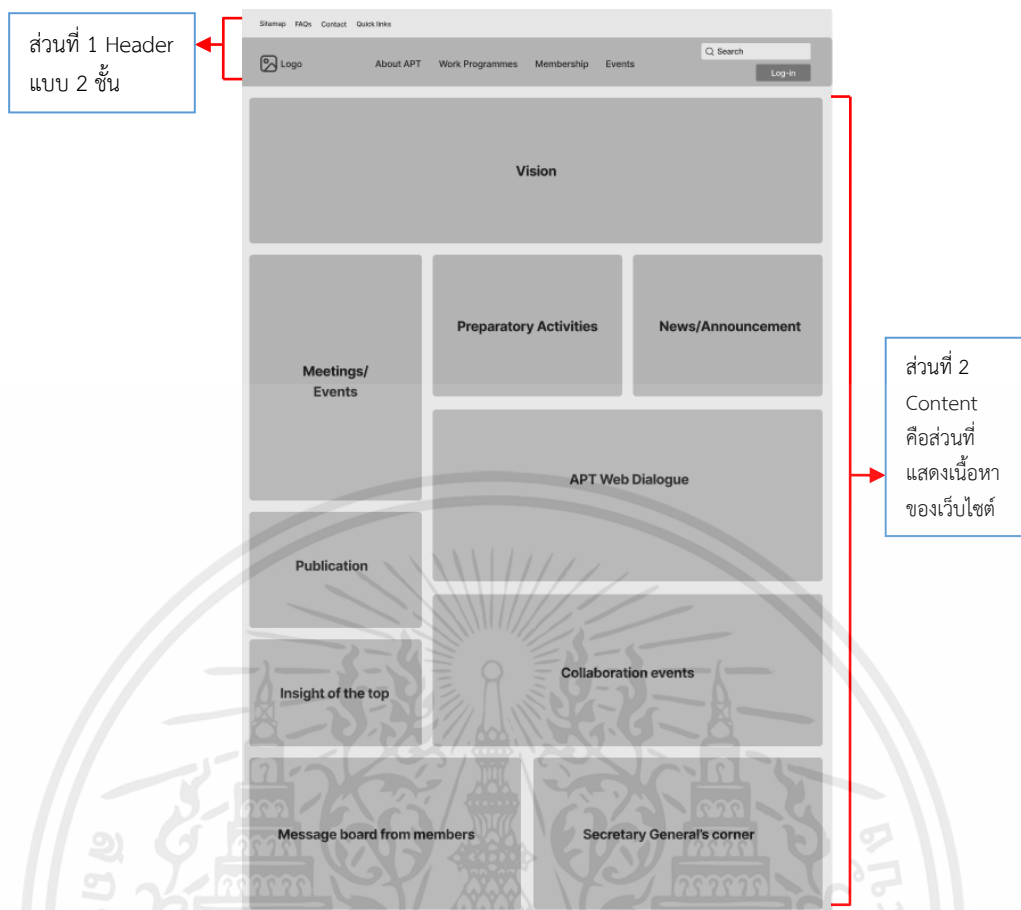 ส่วนที่ 1 Header
แบบ 2 ชั้น
Sitemap FAQs Contact Quick links
Logo About APT Work Programmes Membership Events
Search
Log-in
Vision
Meetings/
Events
Preparatory Activities
News/Announcement
APT Web Dialogue
Publication
Insight of the top
Collaboration events
Message board from members
Secretary General's corner
ส่วนที่ 2
Content
คือส่วนที่
แสดงเนื้อหา
ของเว็บไซต์